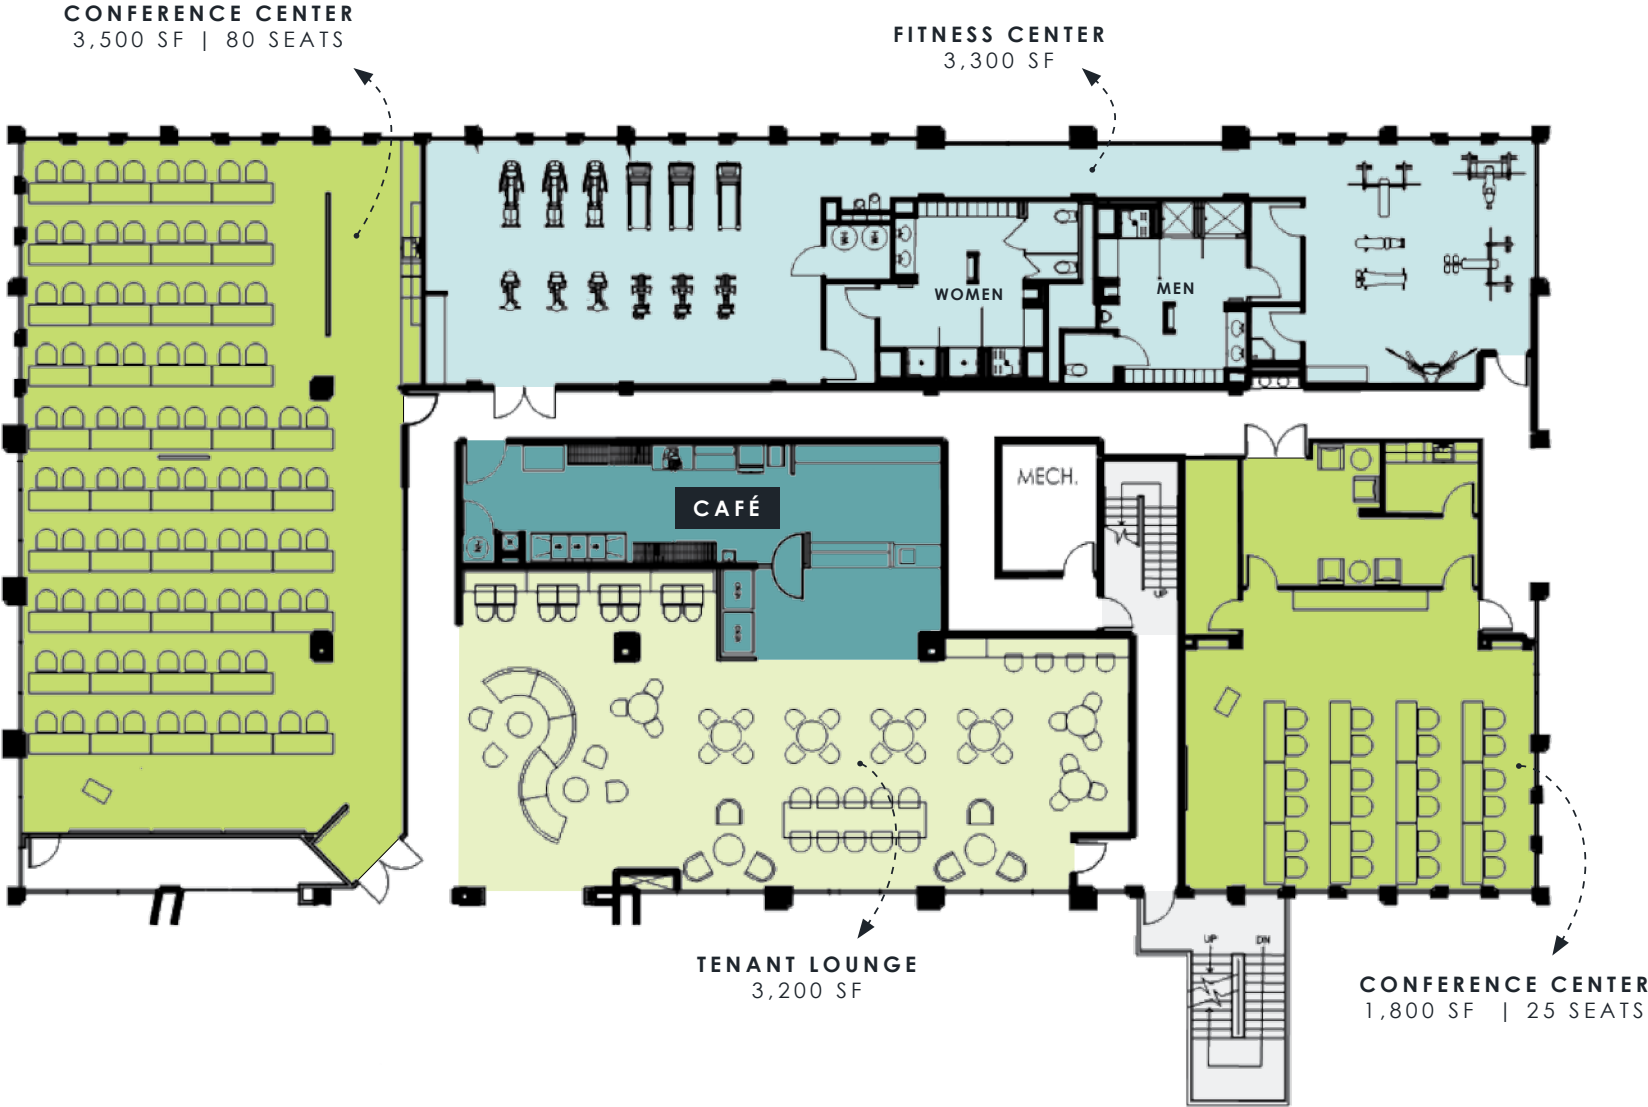 CONFERENCE CENTER
3,500 SF | 80 SEATS
FITNESS CENTER
3,300 SF
WOMEN
MEN
CAFÉ
MECH.
UP
TENANT LOUNGE
3,200 SF
UP
DN
CONFERENCE CENTER
1,800 SF | 25 SEATS